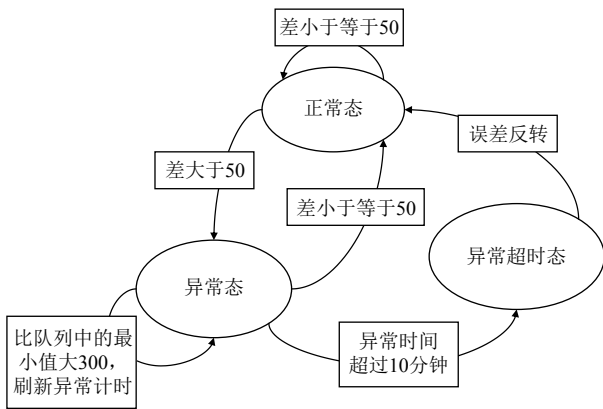 差小于等于50
正常态
误差反转
差大于50
差小于等于50
异常超时态
异常态
比队列中的最
小值大300，
刷新异常计时
异常时间
超过10分钟